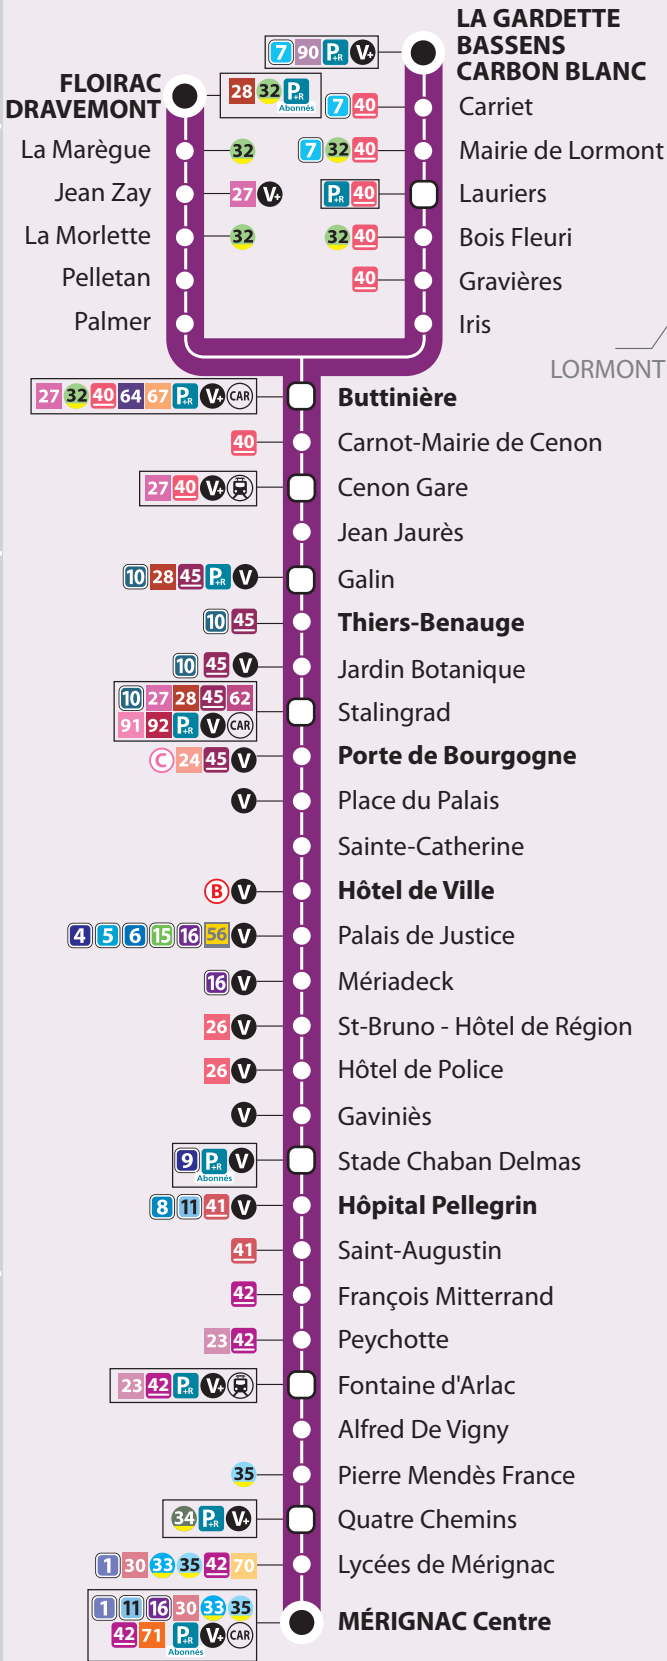 LA GARDETTE
BASSENS
CARBON BLANC
7 90 P+R V+
FLOIRAC
DRAVEMONT
28 32 P+R
Abonnés
7 40
Carriet
La Marègue
32
7 32 40
Mairie de Lormont
Jean Zay
27 V+
P+R 40
Lauriers
La Morlette
32
32 40
Bois Fleuri
Pelletan
40
Gravières
Palmer
Iris
LORMONT
27 32 40 64 67 P+R V+ CAR
Buttinière
40
Carnot-Mairie de Cenon
27 40 V+
Cenon Gare
Jean Jaurès
10 28 45 P+R V
Galin
10 45
Thiers-Benauge
10 45 V
Jardin Botanique
10 27 28 45 62
91 92 P+R V CAR
Stalingrad
C 24 45 V
Porte de Bourgogne
V
Place du Palais
Sainte-Catherine
B V
Hôtel de Ville
4 5 6 15 16 56 V
Palais de Justice
16 V
Mériadeck
26 V
St-Bruno - Hôtel de Région
26 V
Hôtel de Police
V
Gaviniès
9 P+R V
Abonnés
Stade Chaban Delmas
8 11 41 V
Hôpital Pellegrin
41
Saint-Augustin
42
François Mitterrand
23 42
Peychotte
23 42 P+R V+
Fontaine d'Arlac
Alfred De Vigny
35
Pierre Mendès France
34 P+R V+
Quatre Chemins
1 30 33 35 42 70
Lycées de Mérignac
1 11 16 30 33 35
42 71 P+R V+ CAR
Abonnés
MÉRIGNAC Centre